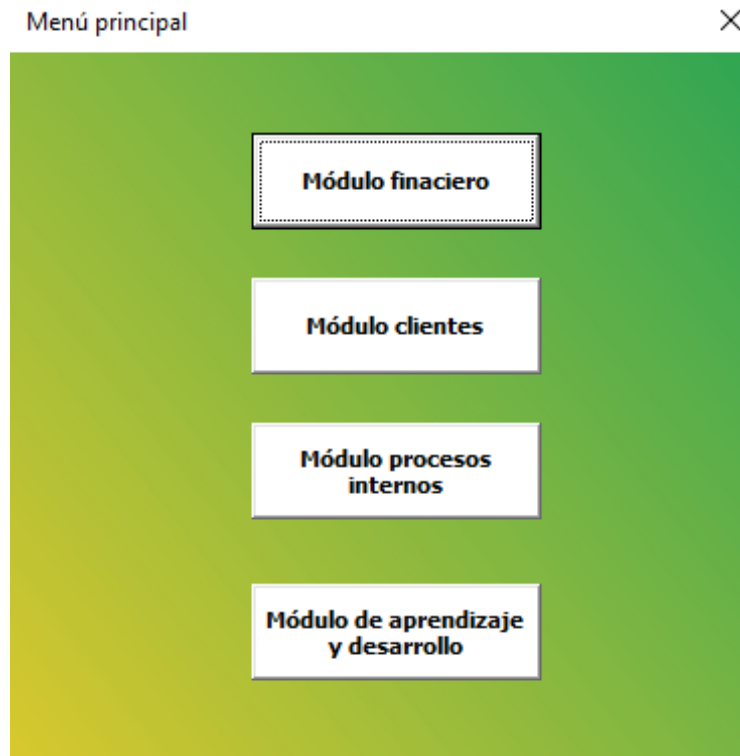 Menú principal
Módulo finaciero
Módulo clientes
Módulo procesos
internos
Módulo de aprendizaje
y desarrollo